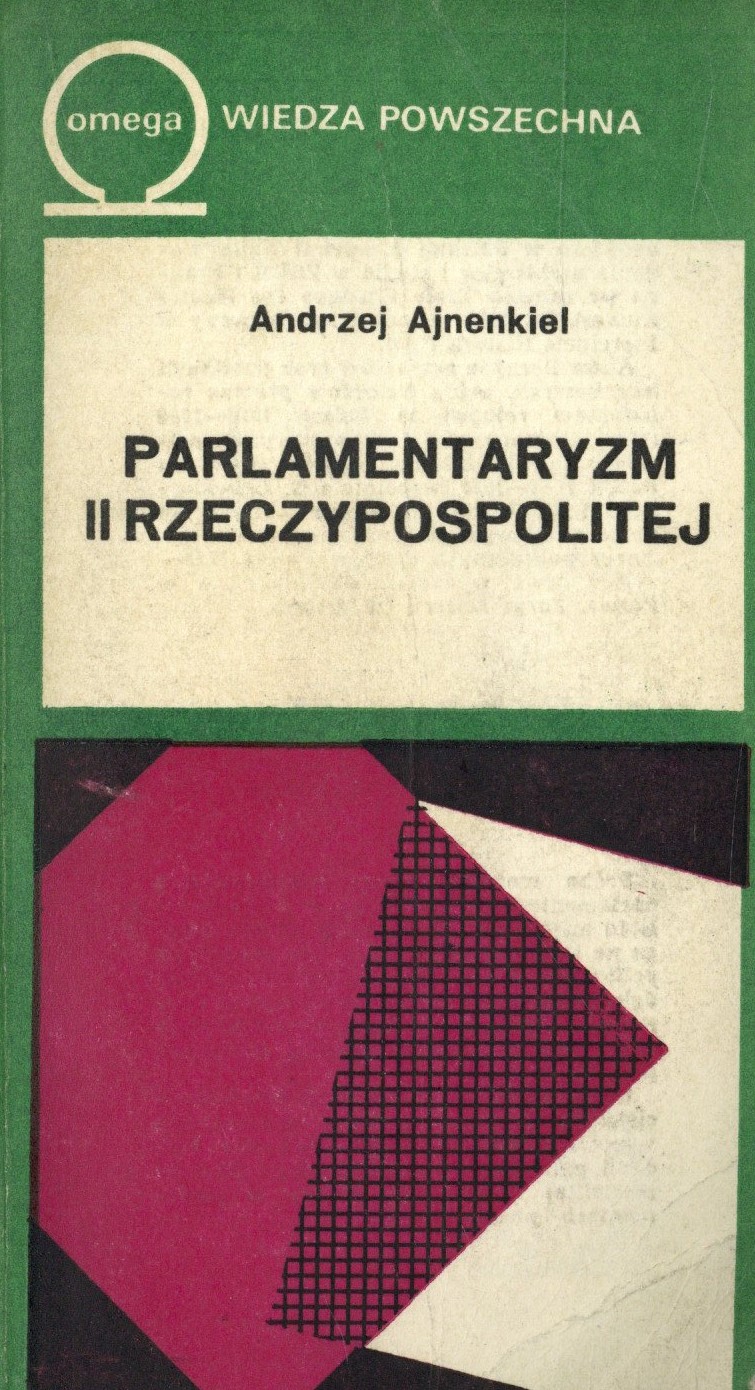 omega
WIEDZA POWSZECHNA
Andrzej Ajnenkiel
PARLAMENTARYZM
II RZECZYPOSPOLITEJ